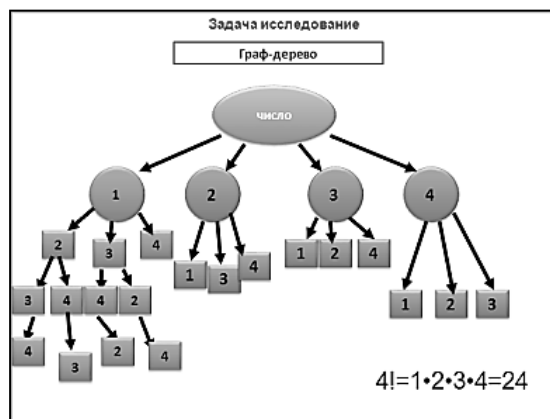 Задача исследование
Граф-дерево
число
1 2 3 4
2 3 4
1 3 4
1 2 4
1 2 3
3 4 4 2
4 3 2 4
4!=1•2•3•4=24